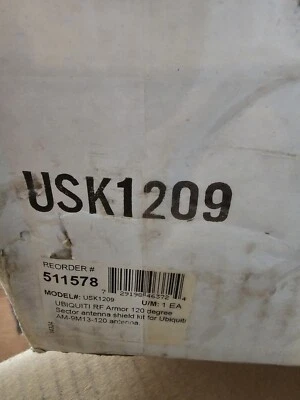 USK1209
REORDER #
511578
MODEL#: USK1209
U/M: 1 EA
UBIQUITI RF Armor 120 degree
Sector antenna shield kit for Ubiquiti
AM-9M13-120 antenna